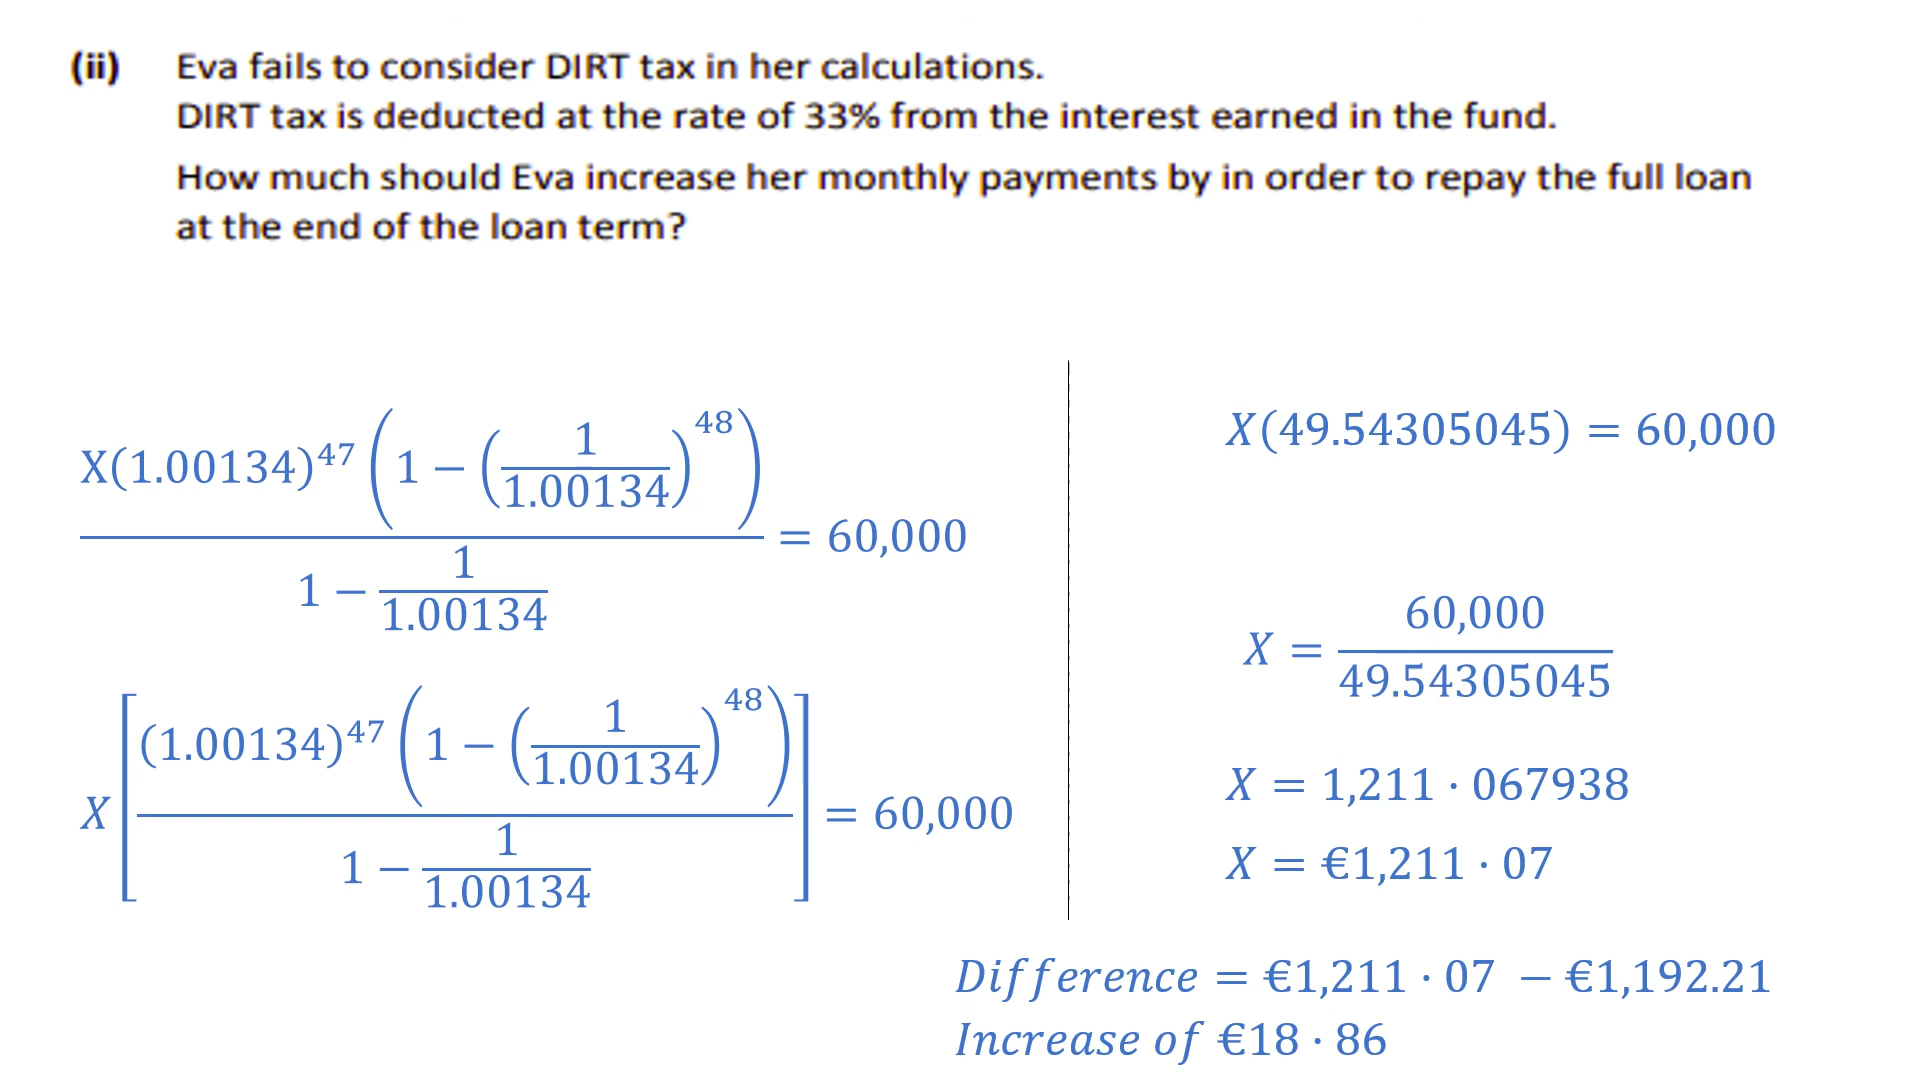 (ii) Eva fails to consider DIRT tax in her calculations.
DIRT tax is deducted at the rate of 33% from the interest earned in the fund.
How much should Eva increase her monthly payments by in order to repay the full loan
at the end of the loan term?
X(1.00134)^47 (1 − (1/1.00134)^48) / (1 − 1/1.00134) = 60,000
X[(1.00134)^47 (1 − (1/1.00134)^48) / (1 − 1/1.00134)] = 60,000
X(49.54305045) = 60,000
X = 60,000/49.54305045
X = 1,211 · 067938
X = €1,211 · 07
Difference = €1,211 · 07 − €1,192.21
Increase of €18 · 86